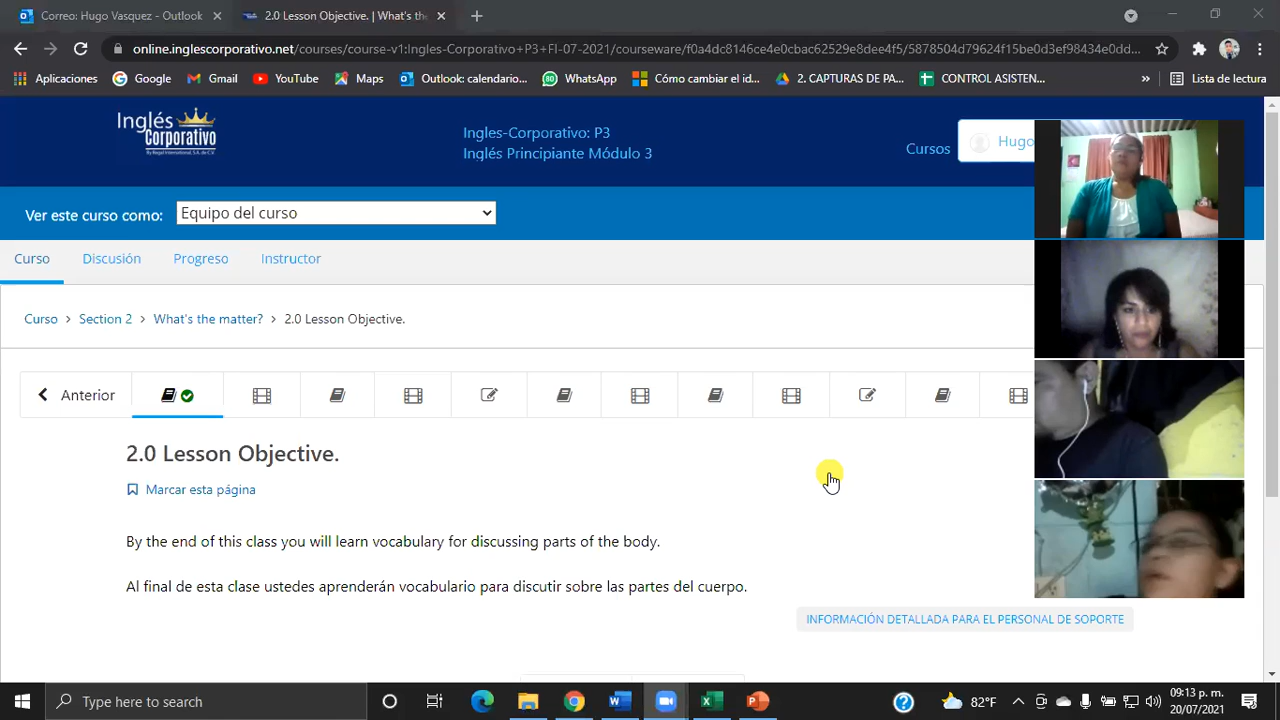 Correo: Hugo Vasquez - Outlook
2.0 Lesson Objective. | What's the
online.inglescorporativo.net/courses/course-v1:Ingles-Corporativo+P3+FI-07-2021/courseware/f0a4dc8146ce4e0cbac62529e8dee4f5/5878504d79624f15be0d3ef98434e0dd...
Aplicaciones Google Gmail YouTube Maps Outlook: calendario... WhatsApp Cómo cambiar el id... 2. CAPTURAS DE PA... CONTROL ASISTEN... » Lista de lectura
Inglés
Corporativo
By Regal International, S.A. de C.V.
Ingles-Corporativo: P3
Inglés Principiante Módulo 3
Cursos Hugo
Ver este curso como: Equipo del curso
Curso Discusión Progreso Instructor
Curso > Section 2 > What's the matter? > 2.0 Lesson Objective.
Anterior
2.0 Lesson Objective.
Marcar esta página
By the end of this class you will learn vocabulary for discussing parts of the body.
Al final de esta clase ustedes aprenderán vocabulario para discutir sobre las partes del cuerpo.
INFORMACIÓN DETALLADA PARA EL PERSONAL DE SOPORTE
Type here to search
82°F
09:13 p. m.
20/07/2021